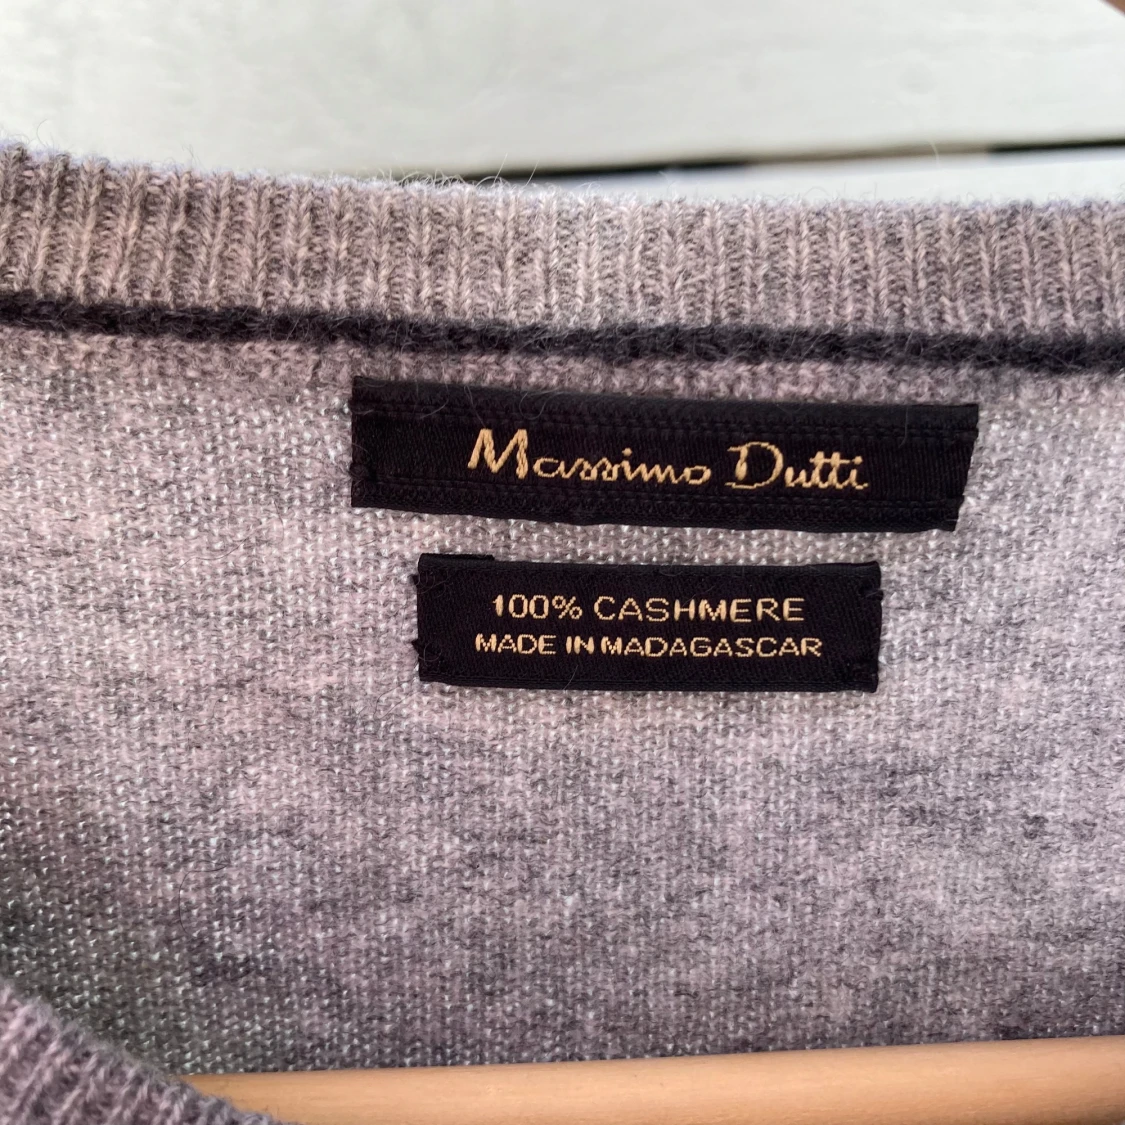 Massimo Dutti
100% CASHMERE
MADE IN MADAGASCAR